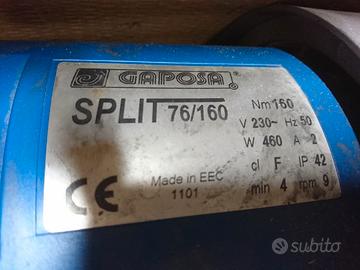 GAPOSA®
SPLIT 76/160
Nm 160
V 230~ Hz 50
W 460 A 2
cl F IP 42
min 4 rpm 9
CE
Made in EEC
1101
subito